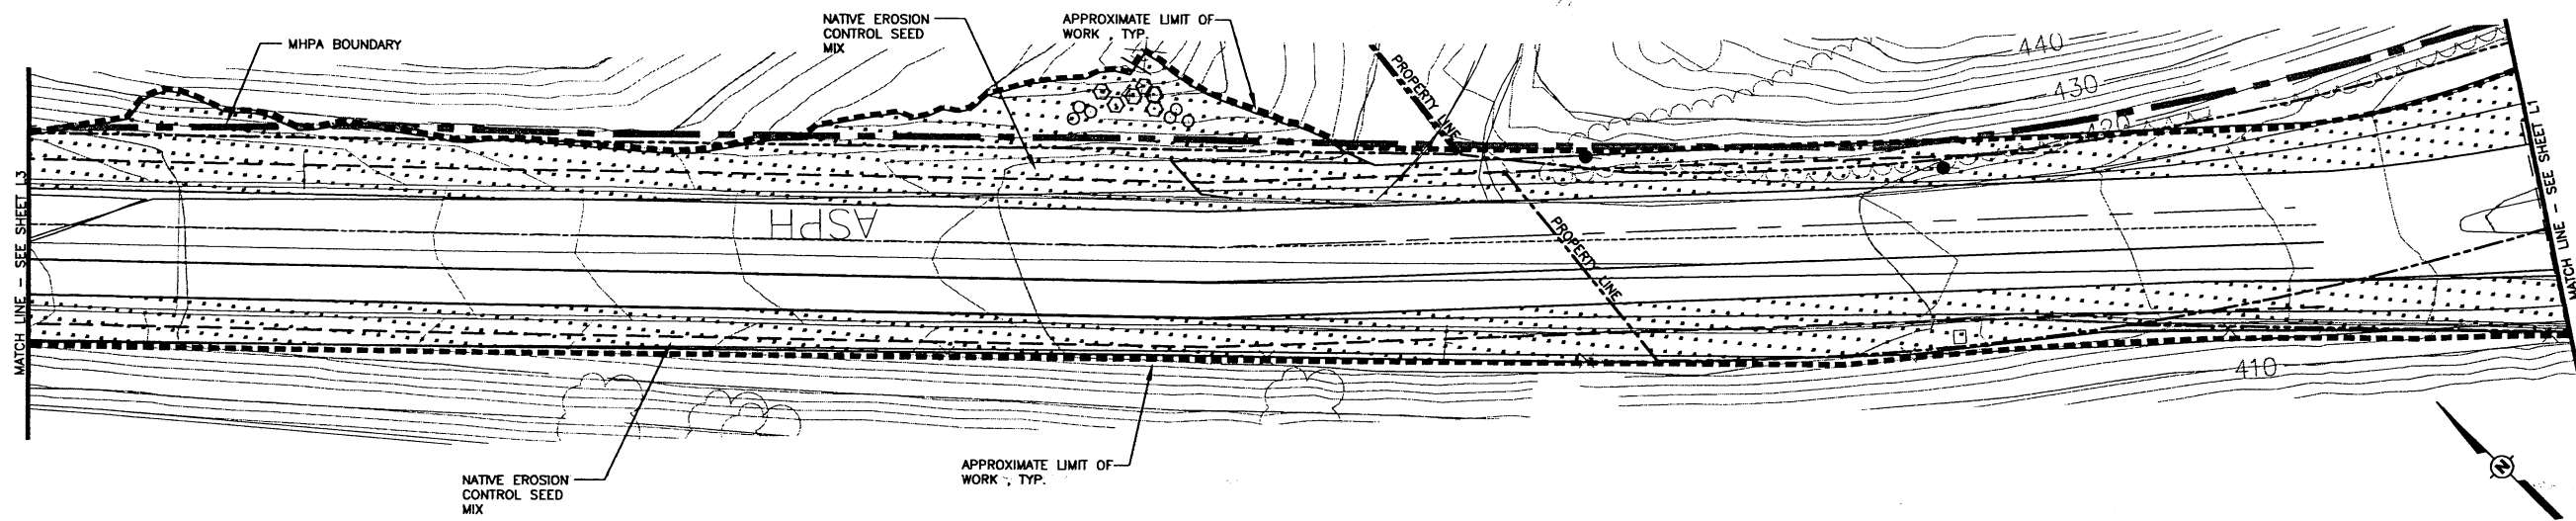 MHPA BOUNDARY
NATIVE EROSION
CONTROL SEED
MIX
APPROXIMATE LIMIT OF
WORK , TYP.
PROPERTY LINE
440
430
420
MATCH LINE - SEE SHEET L3
ASPH
PROPERTY LINE
MATCH LINE - SEE SHEET L1
410
NATIVE EROSION
CONTROL SEED
MIX
APPROXIMATE LIMIT OF
WORK , TYP.
N